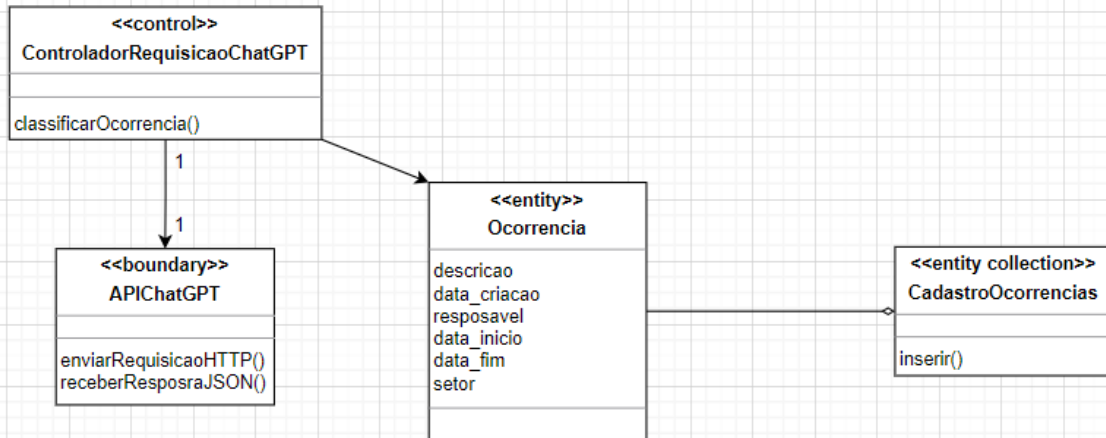 <<control>>
ControladorRequisicaoChatGPT
classificarOcorrencia()
1
1
<<boundary>>
APIChatGPT
enviarRequisicaoHTTP()
receberResposraJSON()
<<entity>>
Ocorrencia
descricao
data_criacao
resposavel
data_inicio
data_fim
setor
<<entity collection>>
CadastroOcorrencias
inserir()